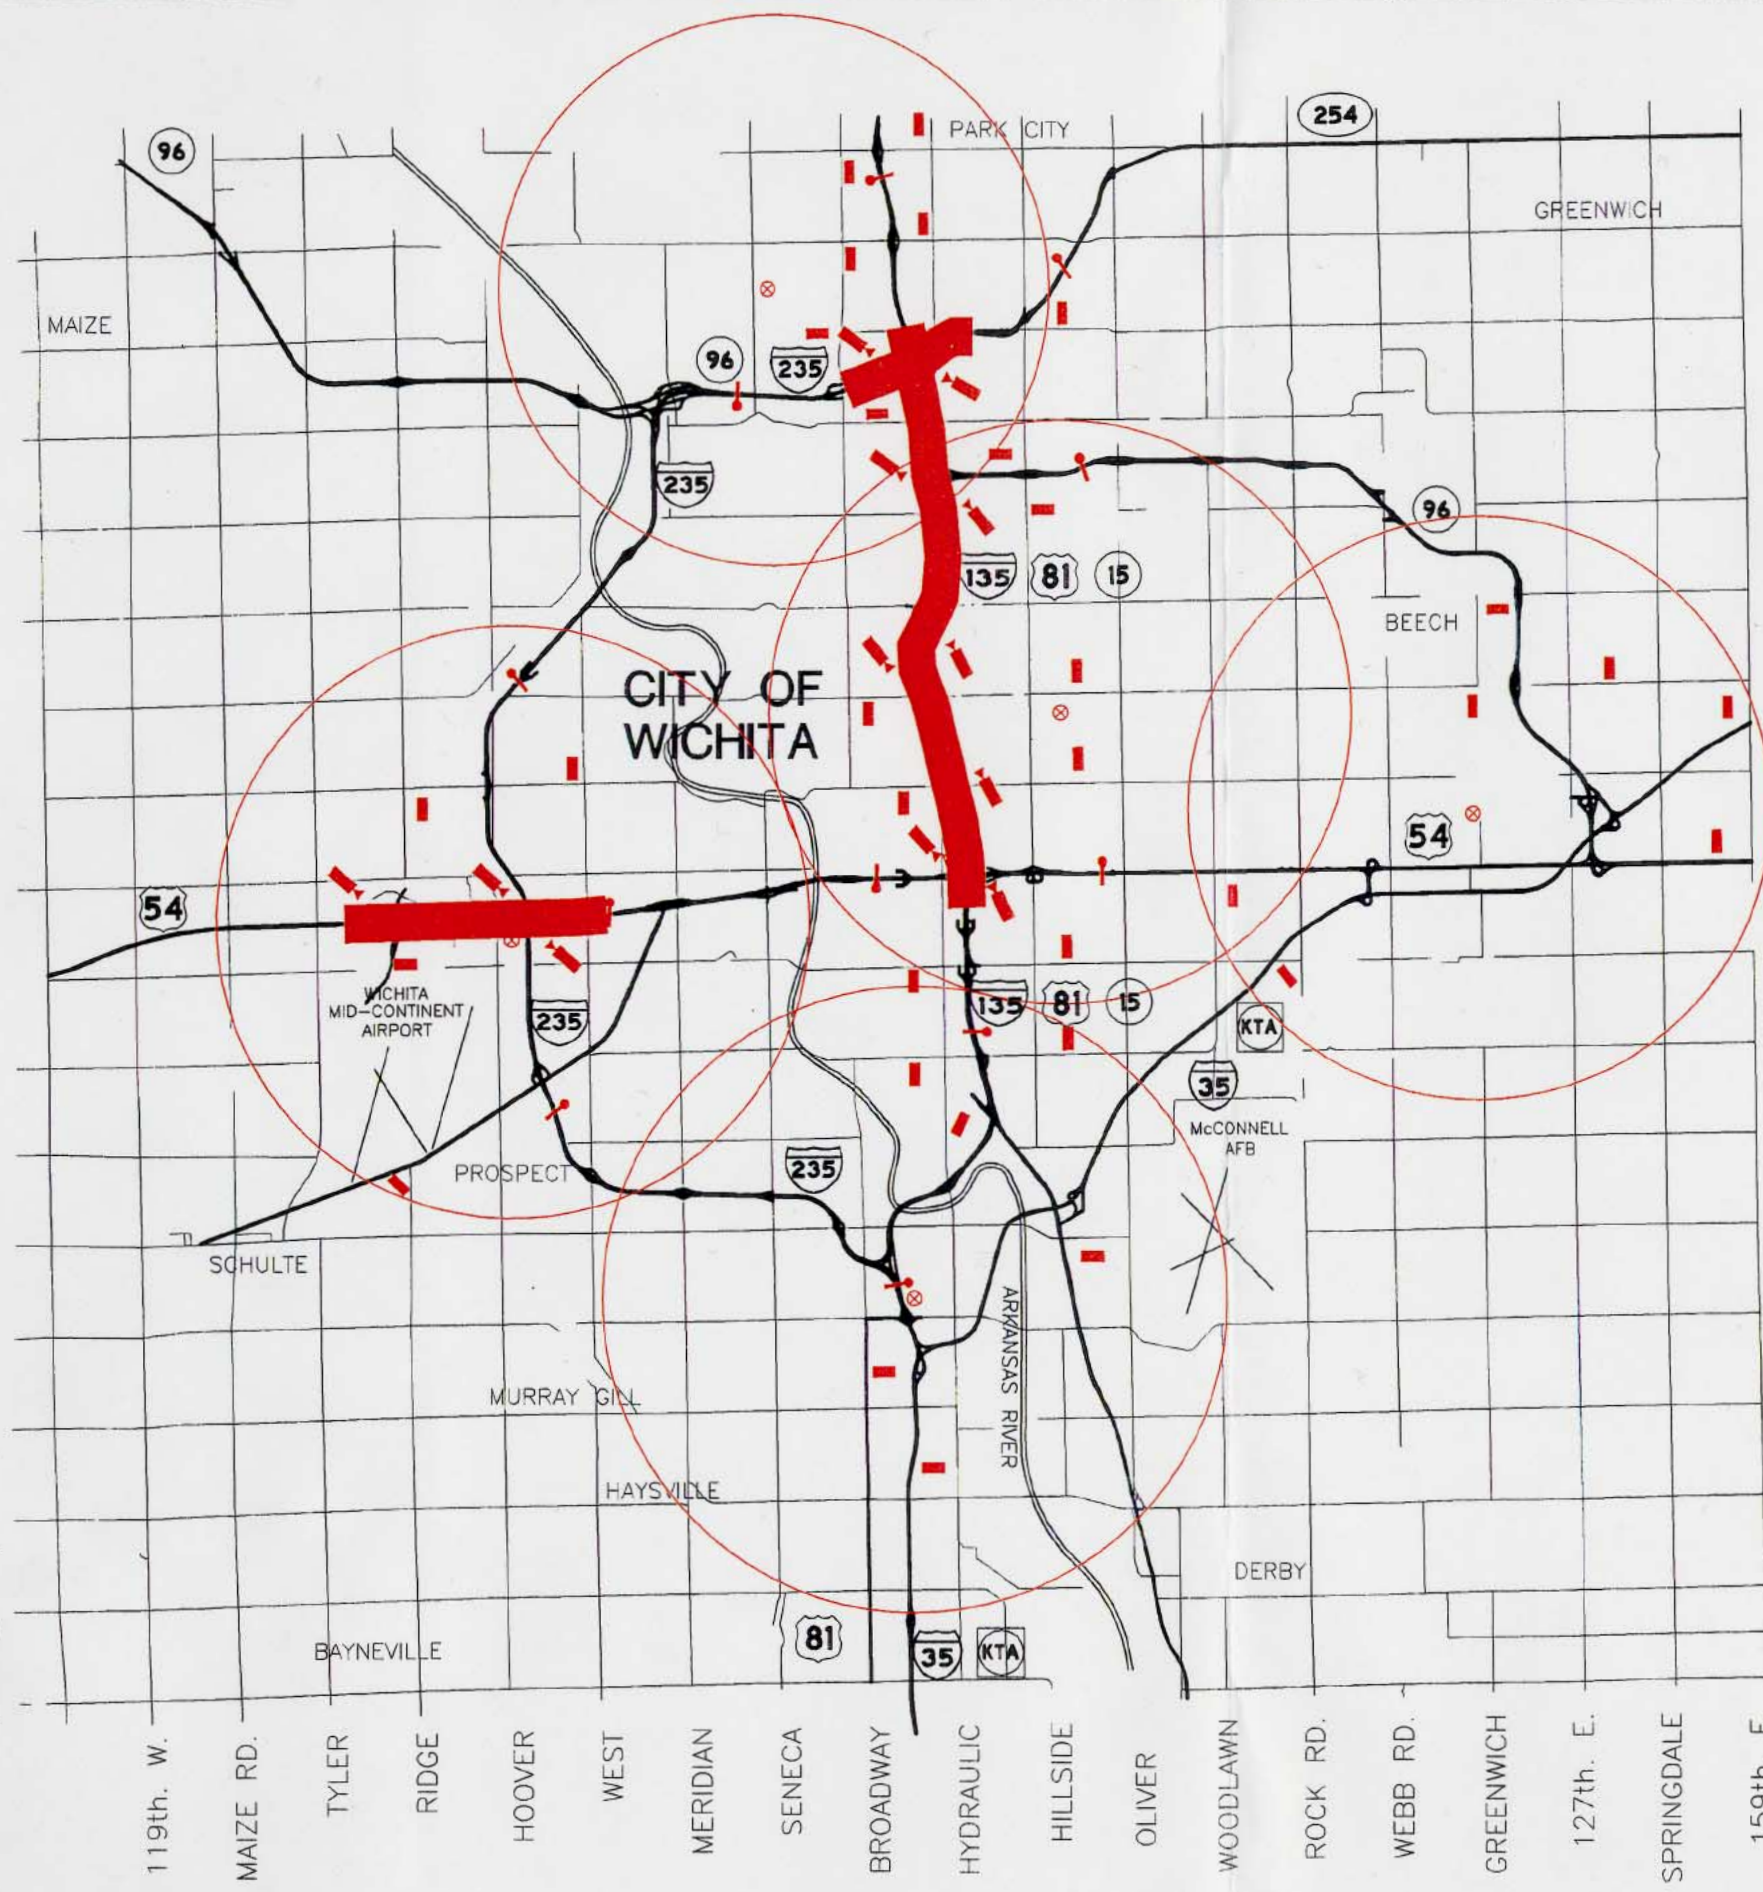 PARK CITY
254
96
GREENWICH
MAIZE
96
235
235
96
135
81
15
BEECH
CITY OF
WICHITA
54
54
WICHITA
MID-CONTINENT
AIRPORT
235
135
81
15
KTA
35
McCONNELL
AFB
PROSPECT
235
SCHULTE
ARKANSAS RIVER
MURRAY GILL
HAYSVILLE
DERBY
BAYNEVILLE
81
35
KTA
119th. W.
MAIZE RD.
TYLER
RIDGE
HOOVER
WEST
MERIDIAN
SENECA
BROADWAY
HYDRAULIC
HILLSIDE
OLIVER
WOODLAWN
ROCK RD.
WEBB RD.
GREENWICH
127th. E.
SPRINGDALE